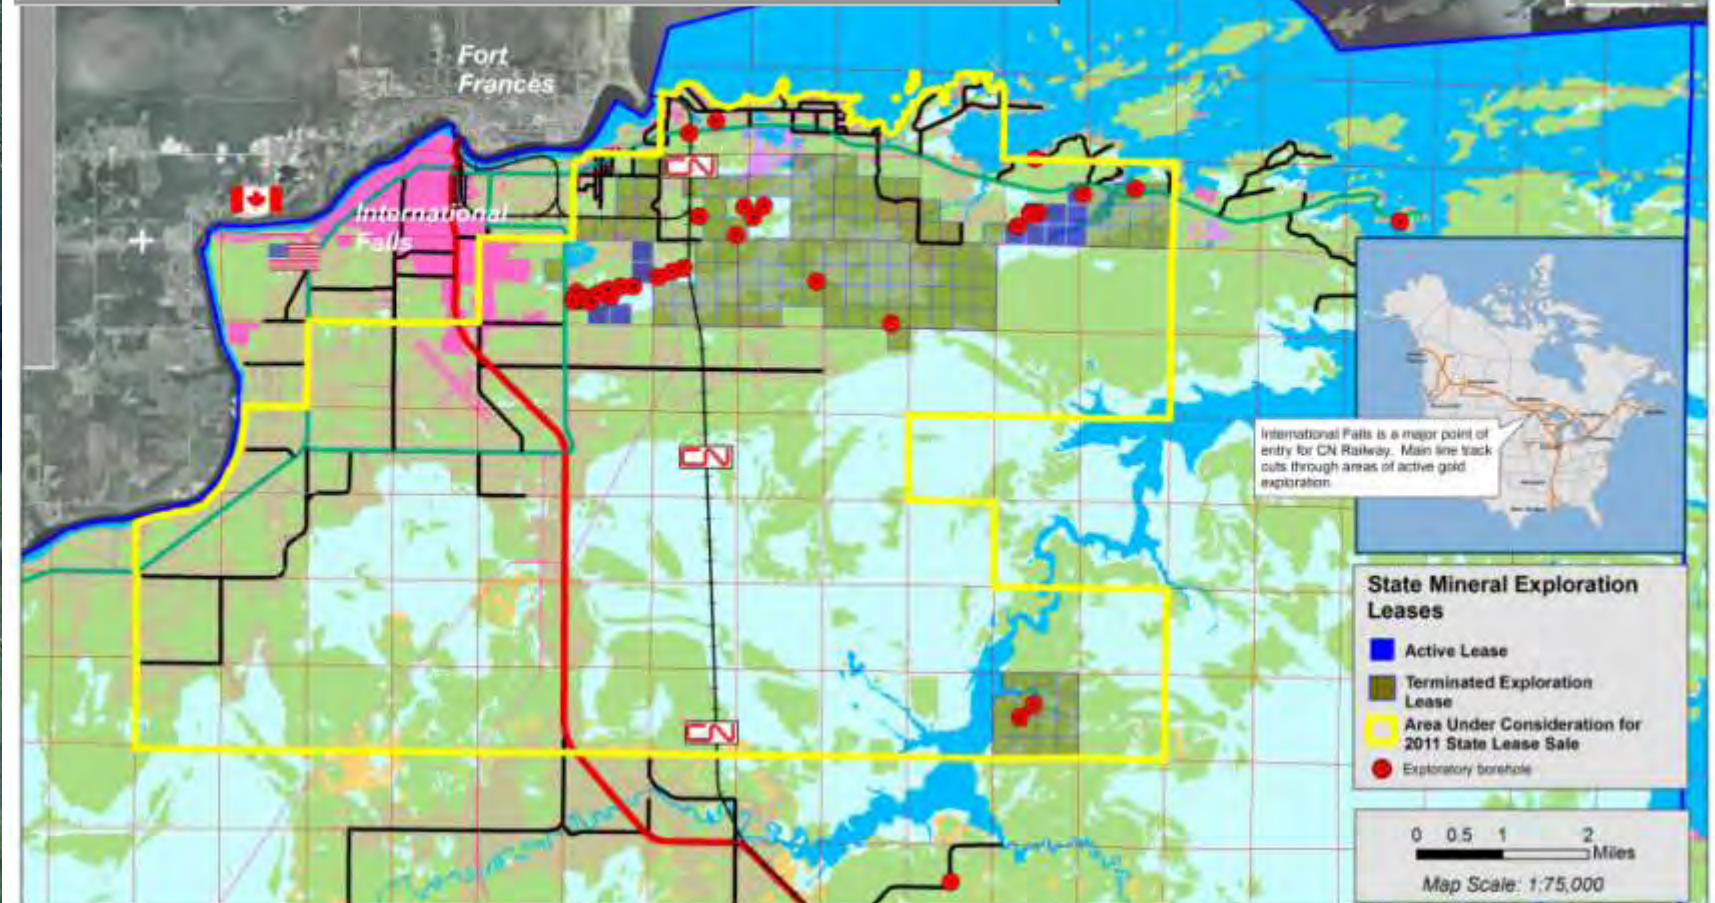 Fort
Frances
International
Falls
CN
CN
CN
International Falls is a major point of
entry for CN Railway. Main line track
cuts through areas of active gold
exploration.
State Mineral Exploration
Leases
Active Lease
Terminated Exploration
Lease
Area Under Consideration for
2011 State Lease Sale
Exploratory borehole
0 0.5 1 2
Miles
Map Scale: 1:75,000